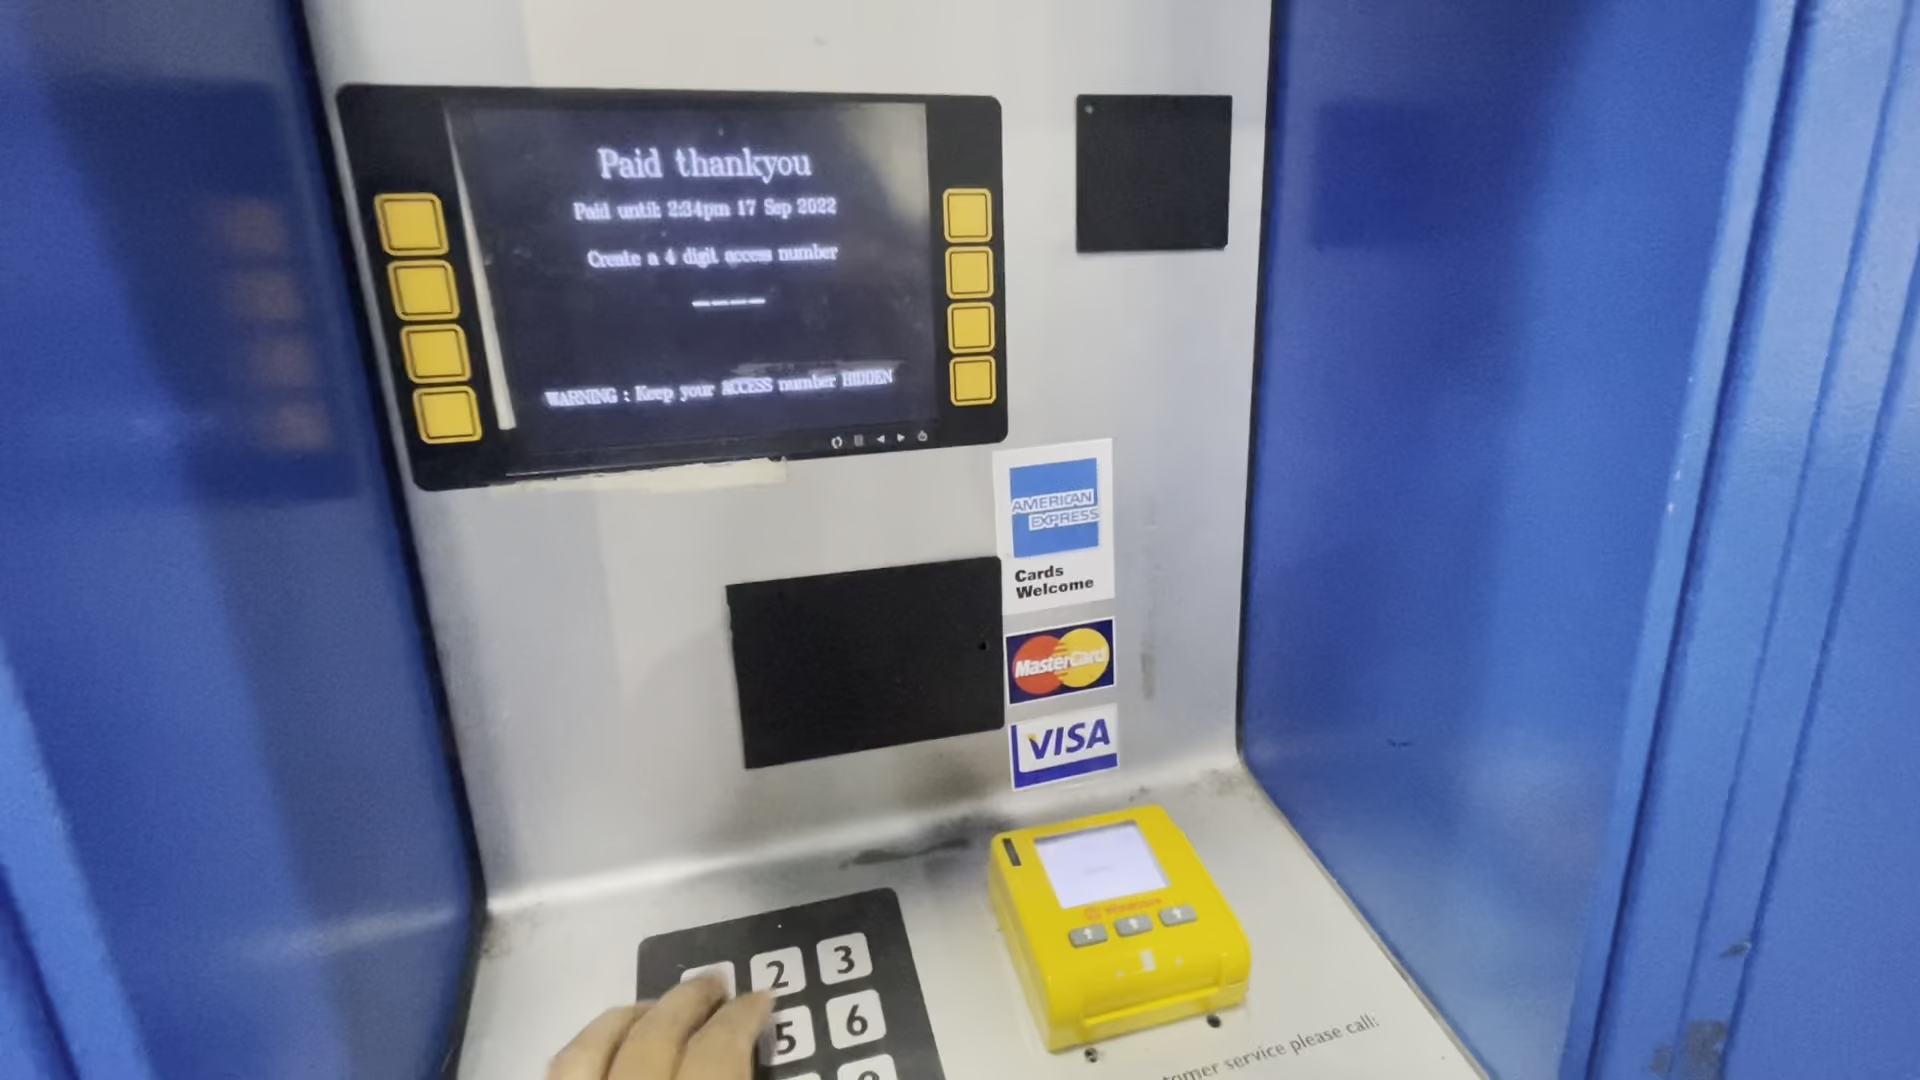 Paid thankyou
Paid until: 2:34pm 17 Sep 2022
Create a 4 digit access number
WARNING : Keep your ACCESS number HIDDEN
AMERICAN
EXPRESS
Cards
Welcome
MasterCard
VISA
2 3
5 6
service please call: